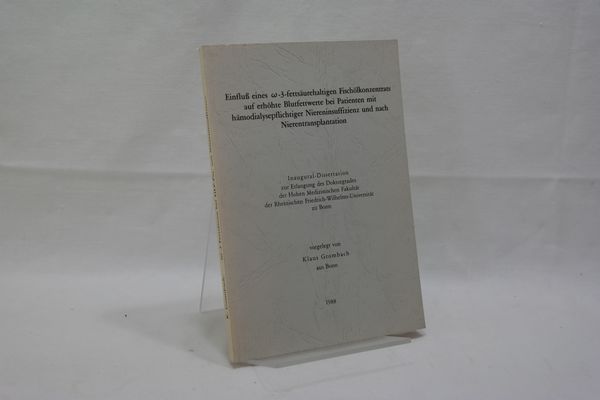 Einfluß eines ω-3-fettsäurehaltigen Fischölkonzentrats
auf erhöhte Blutfettwerte bei Patienten mit
hämodialysepflichtiger Niereninsuffizienz und nach
Nierentransplantation
Inaugural-Dissertation
zur Erlangung des Doktorgrades
der Hohen Medizinischen Fakultät
der Rheinischen Friedrich-Wilhelms-Universität
zu Bonn
vorgelegt von
Klaus Grombach
aus Bonn
1988